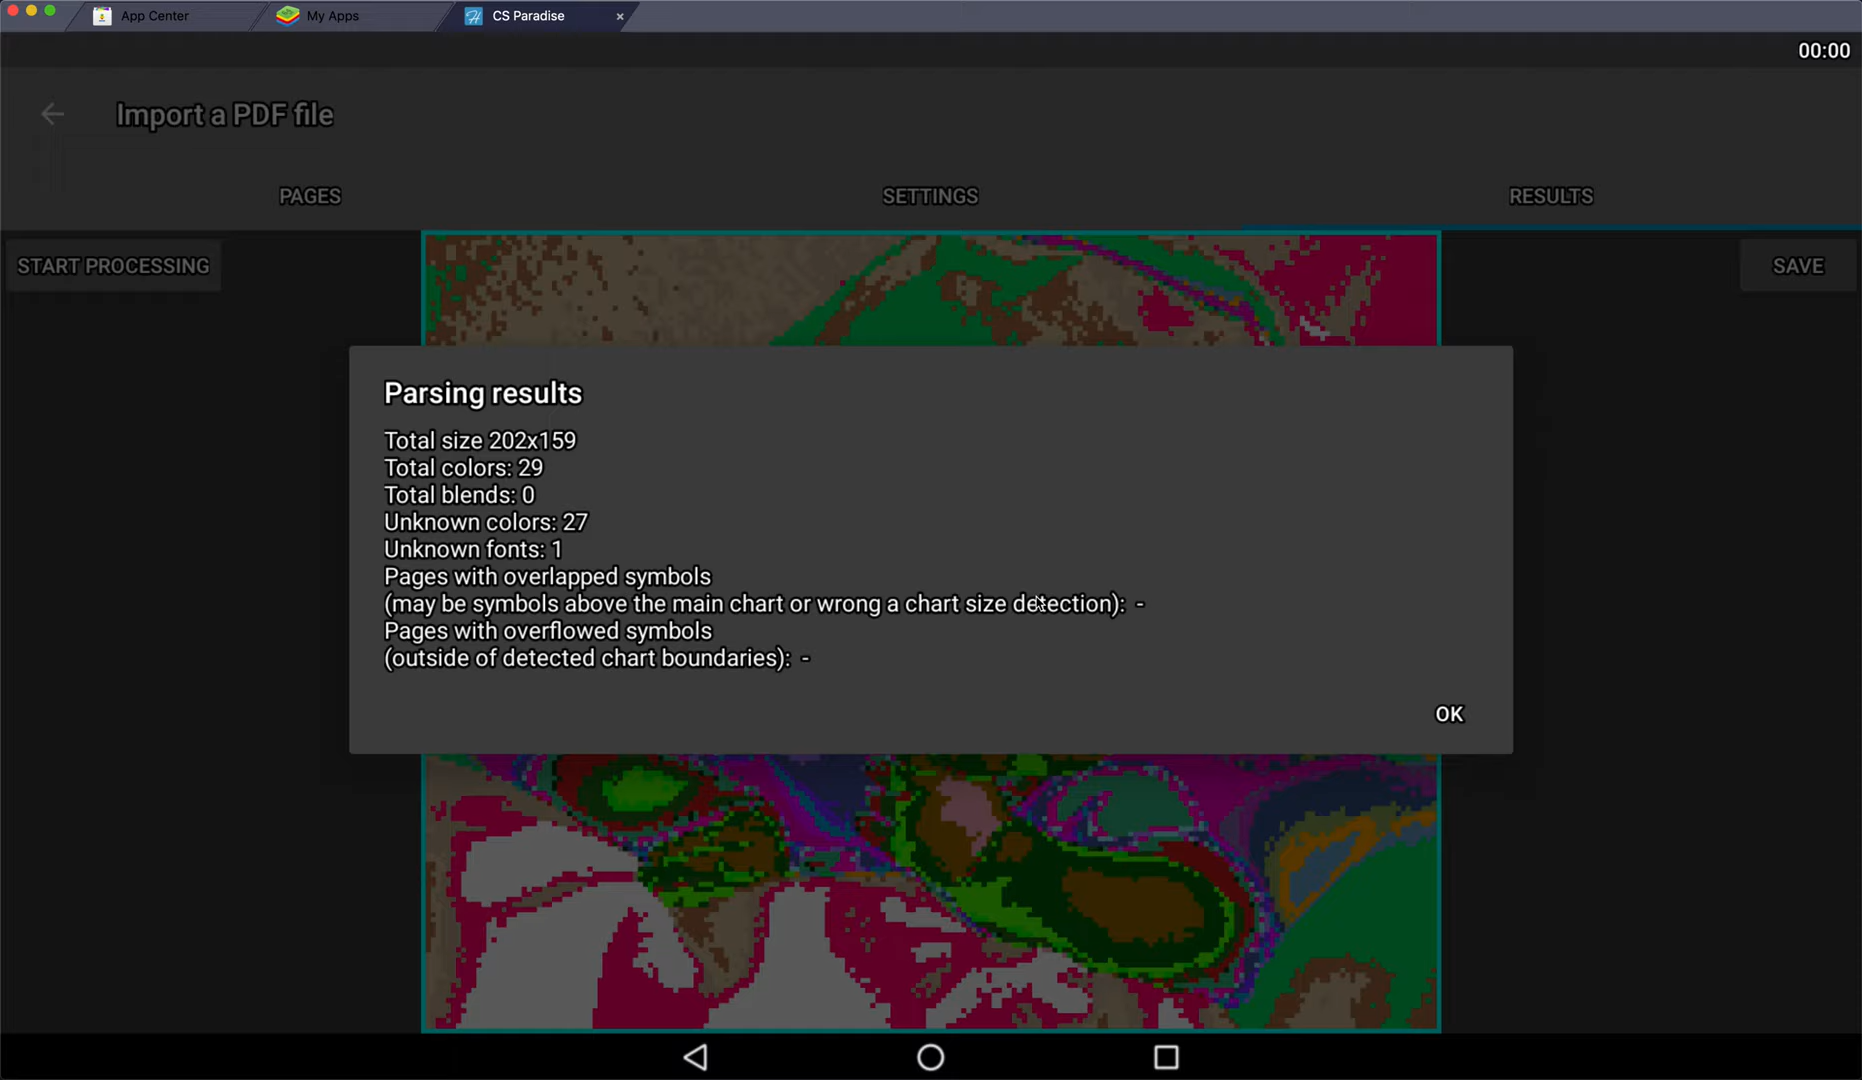 App Center
My Apps
CS Paradise
00:00
Import a PDF file
PAGES
SETTINGS
RESULTS
START PROCESSING
SAVE
Parsing results
Total size 202x159
Total colors: 29
Total blends: 0
Unknown colors: 27
Unknown fonts: 1
Pages with overlapped symbols
(may be symbols above the main chart or wrong a chart size detection): -
Pages with overflowed symbols
(outside of detected chart boundaries): -
OK